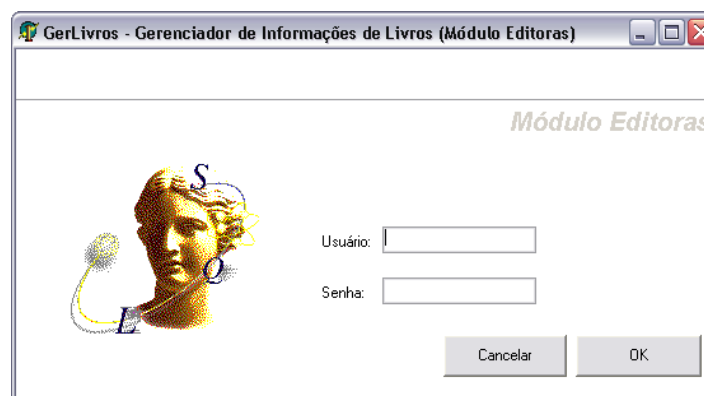 GerLivros - Gerenciador de Informações de Livros (Módulo Editoras)
Módulo Editoras
S
Q
L
Usuário:
Senha:
Cancelar OK